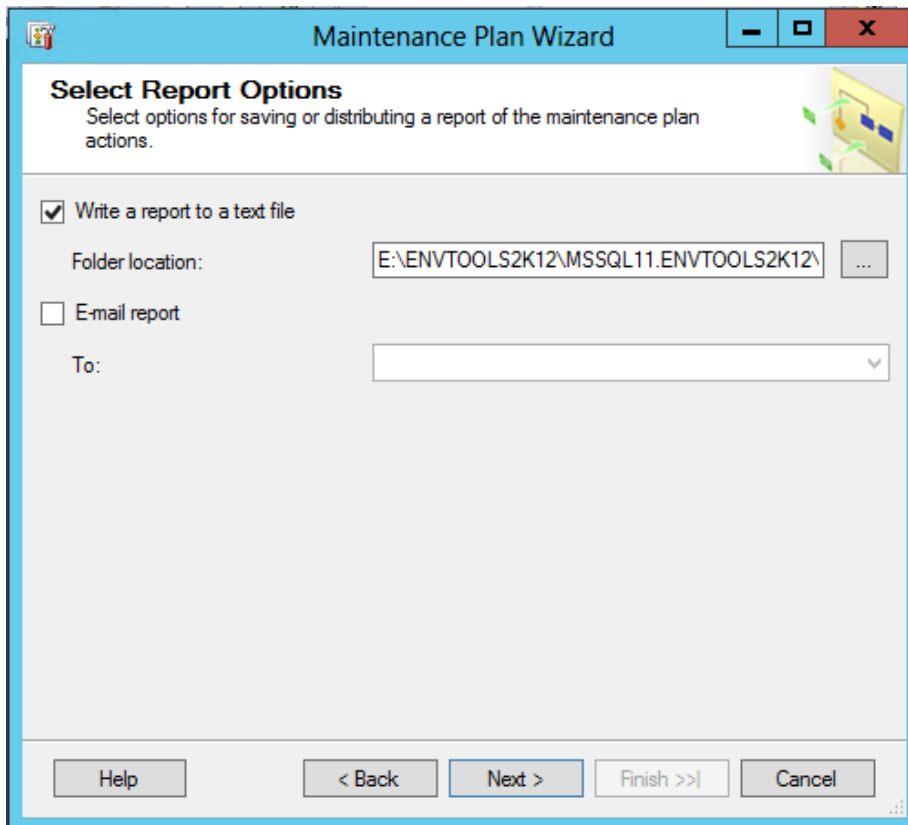 Maintenance Plan Wizard
Select Report Options
Select options for saving or distributing a report of the maintenance plan
actions.
Write a report to a text file
Folder location:
E:\ENVTOOLS2K12\MSSQL11.ENVTOOLS2K12\
...
E-mail report
To:
Help
< Back
Next >
Finish >>|
Cancel